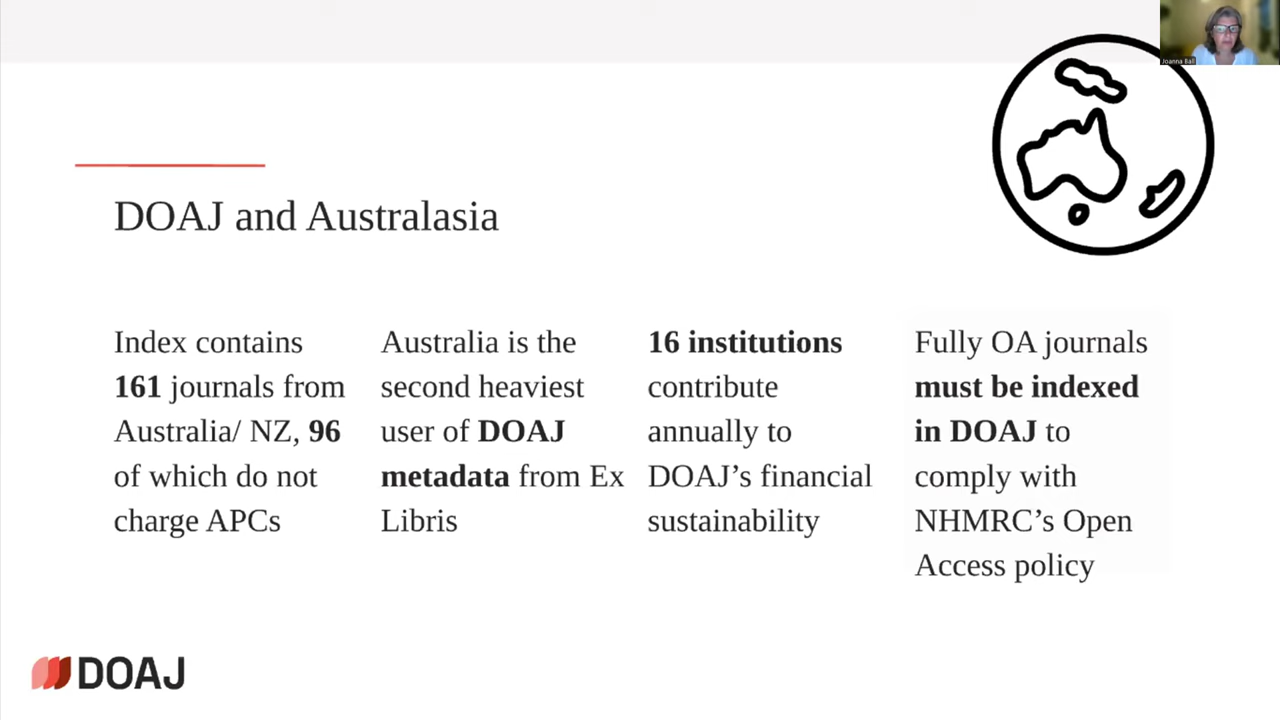 Joanna Ball
DOAJ and Australasia
Index contains
161 journals from
Australia/ NZ, 96
of which do not
charge APCs
Australia is the
second heaviest
user of DOAJ
metadata from Ex
Libris
16 institutions
contribute
annually to
DOAJ’s financial
sustainability
Fully OA journals
must be indexed
in DOAJ to
comply with
NHMRC’s Open
Access policy
DOAJ